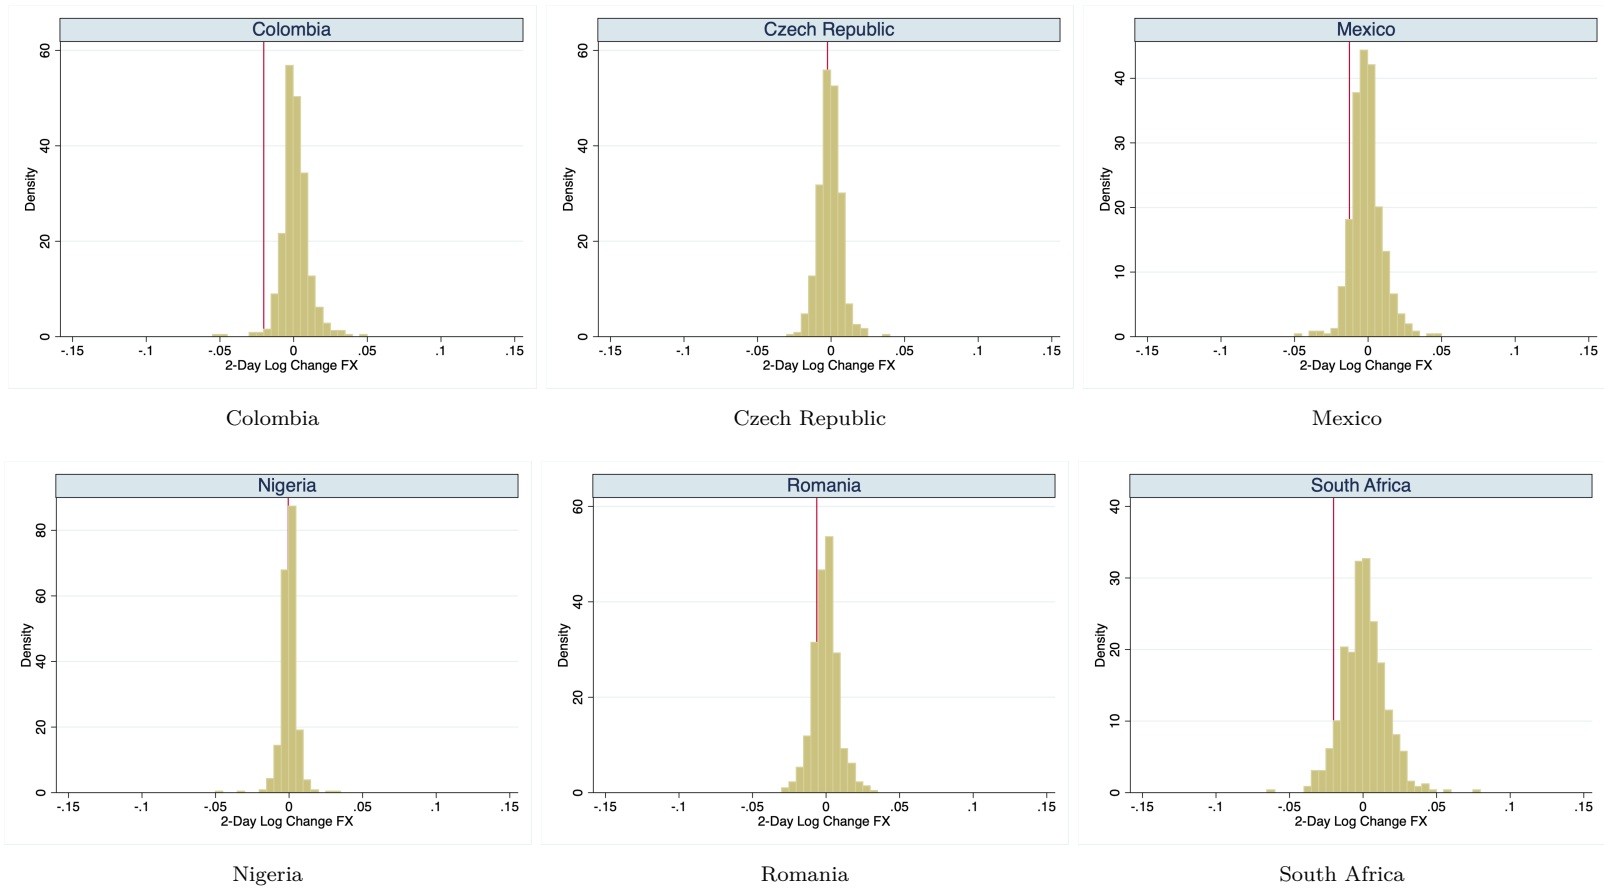 Colombia
Density
60
40
20
0
-.15 -.1 -.05 0 .05 .1 .15
2-Day Log Change FX
Colombia
Czech Republic
Density
60
40
20
0
-.15 -.1 -.05 0 .05 .1 .15
2-Day Log Change FX
Czech Republic
Mexico
Density
40
30
20
10
0
-.15 -.1 -.05 0 .05 .1 .15
2-Day Log Change FX
Mexico
Nigeria
Density
80
60
40
20
0
-.15 -.1 -.05 0 .05 .1 .15
2-Day Log Change FX
Nigeria
Romania
Density
60
40
20
0
-.15 -.1 -.05 0 .05 .1 .15
2-Day Log Change FX
Romania
South Africa
Density
40
30
20
10
0
-.15 -.1 -.05 0 .05 .1 .15
2-Day Log Change FX
South Africa